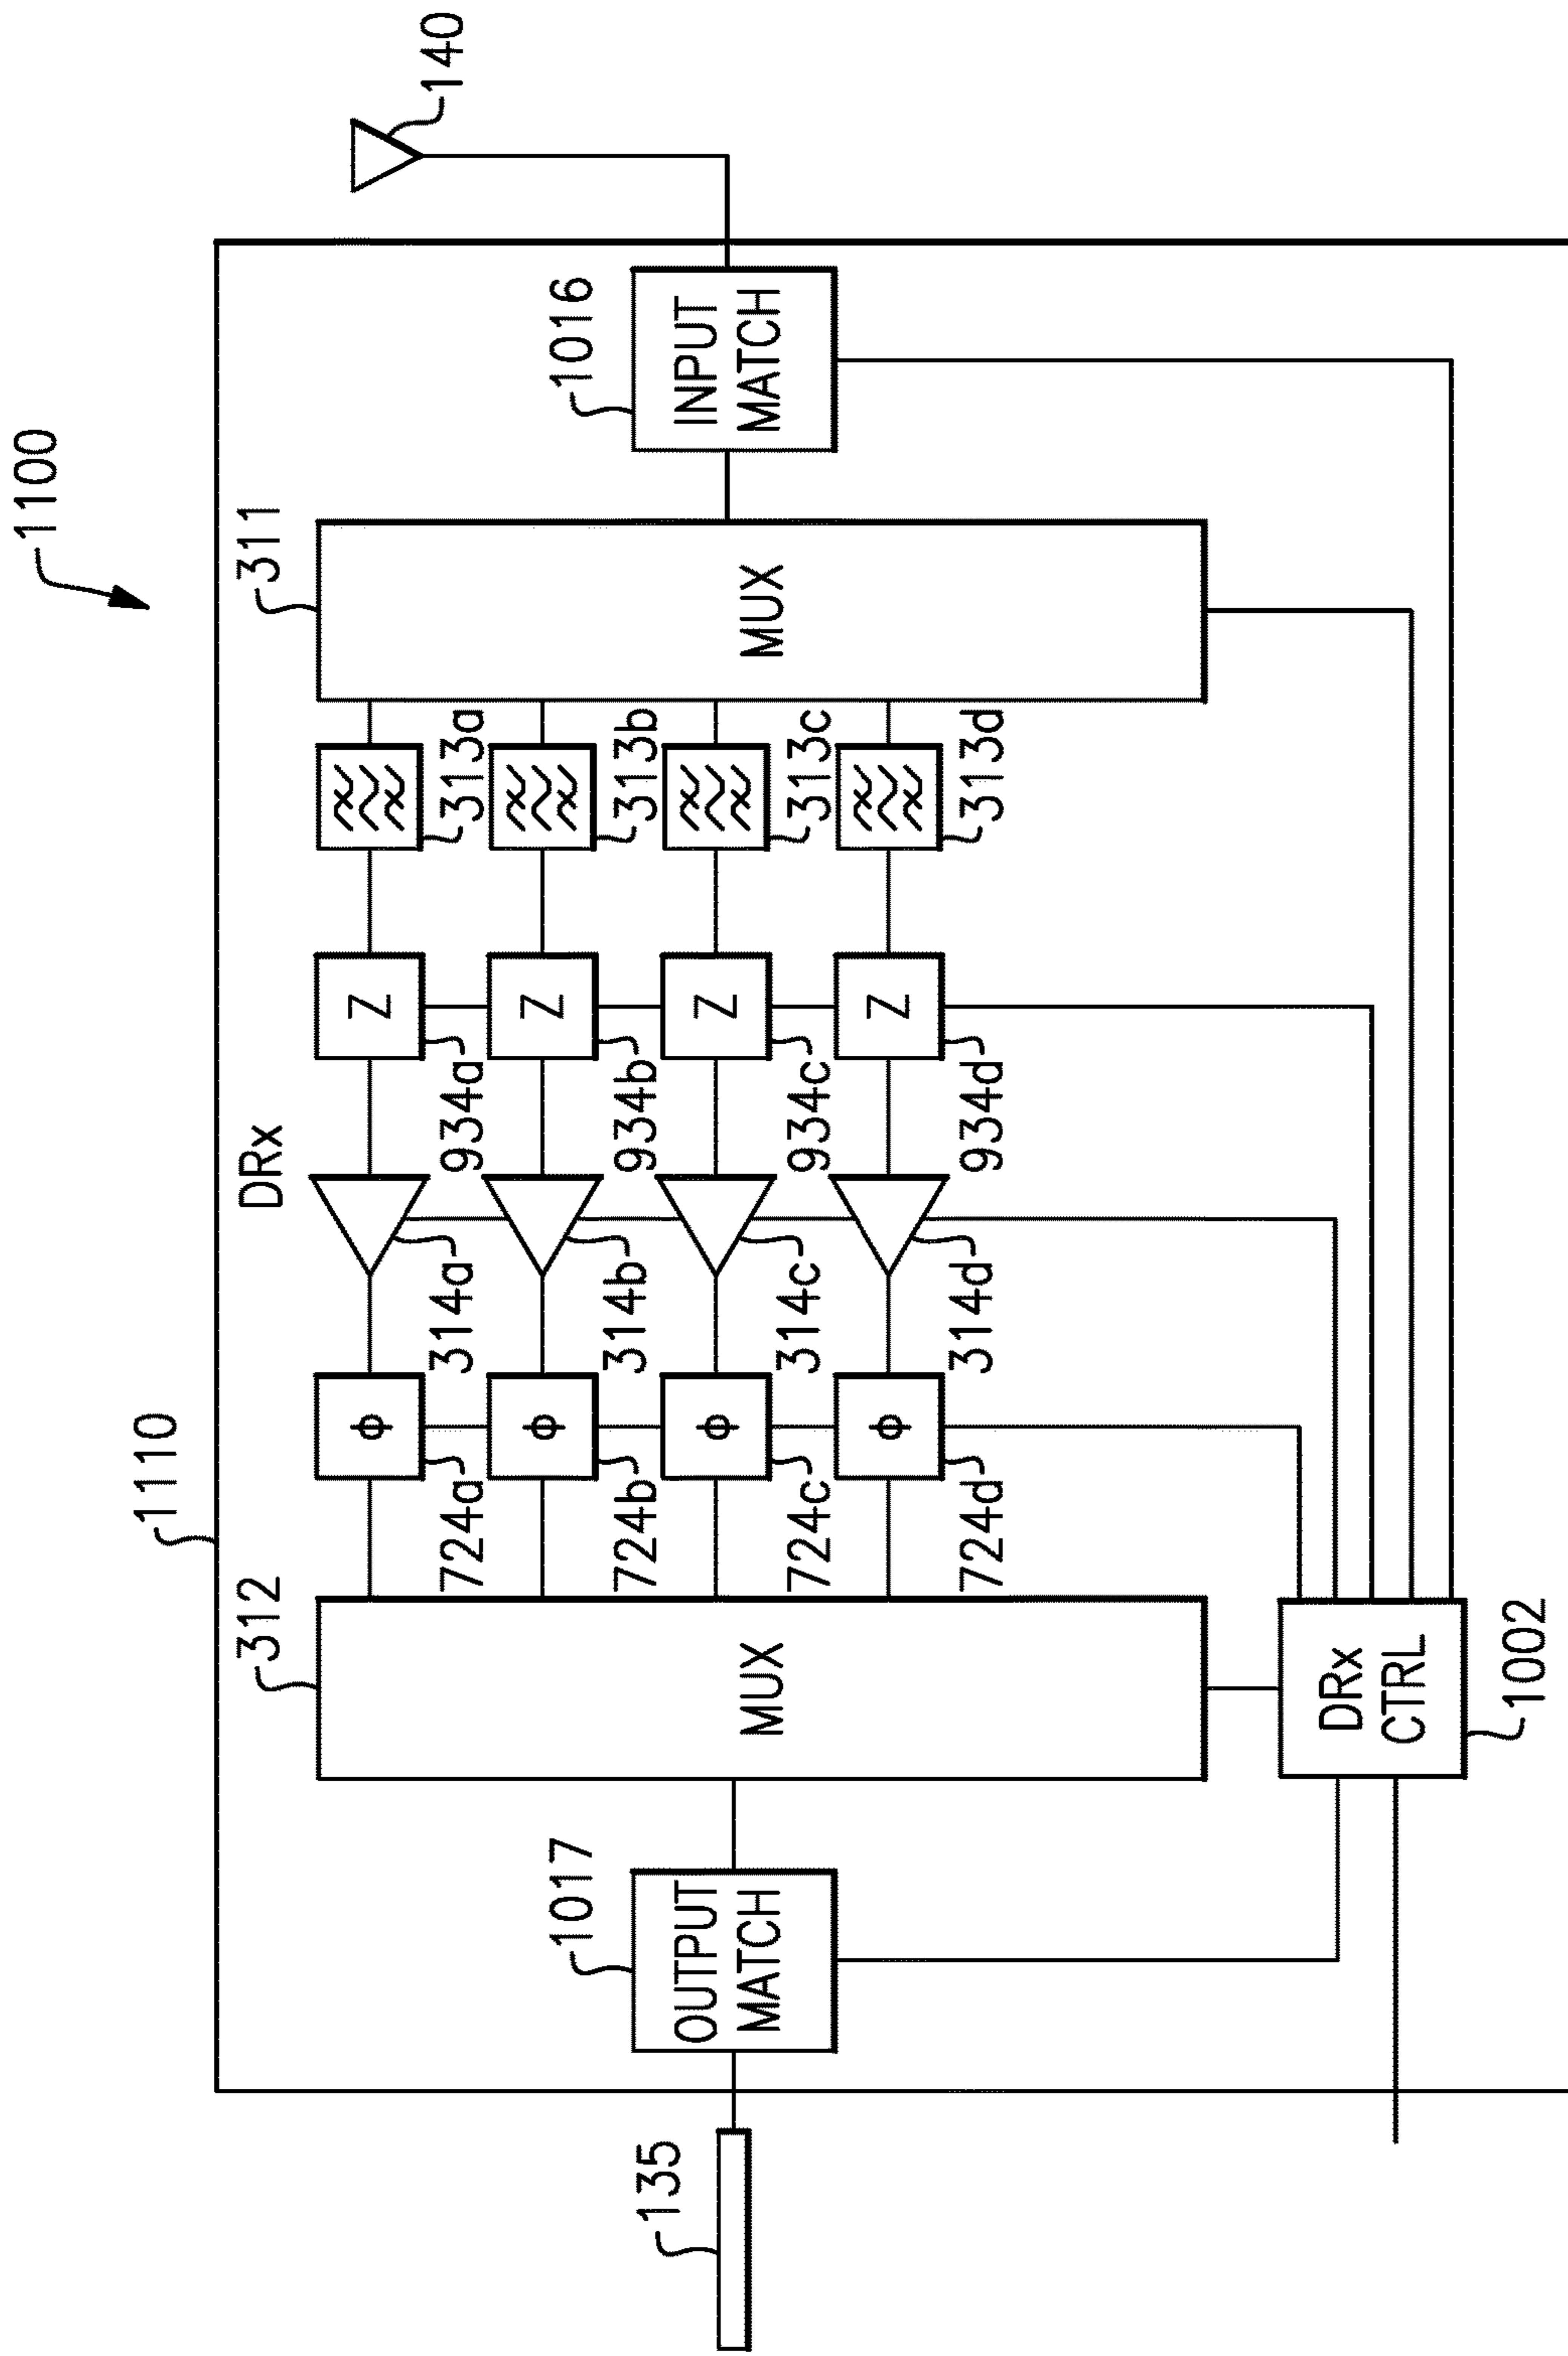 1100
1110
DRx
140
312
311
1016
INPUT
MATCH
1017
OUTPUT
MATCH
MUX
MUX
135
ϕ
Z
724a
314a
934a
313a
ϕ
Z
724b
314b
934b
313b
ϕ
Z
724c
314c
934c
313c
ϕ
Z
724d
314d
934d
313d
DRx
CTRL
1002